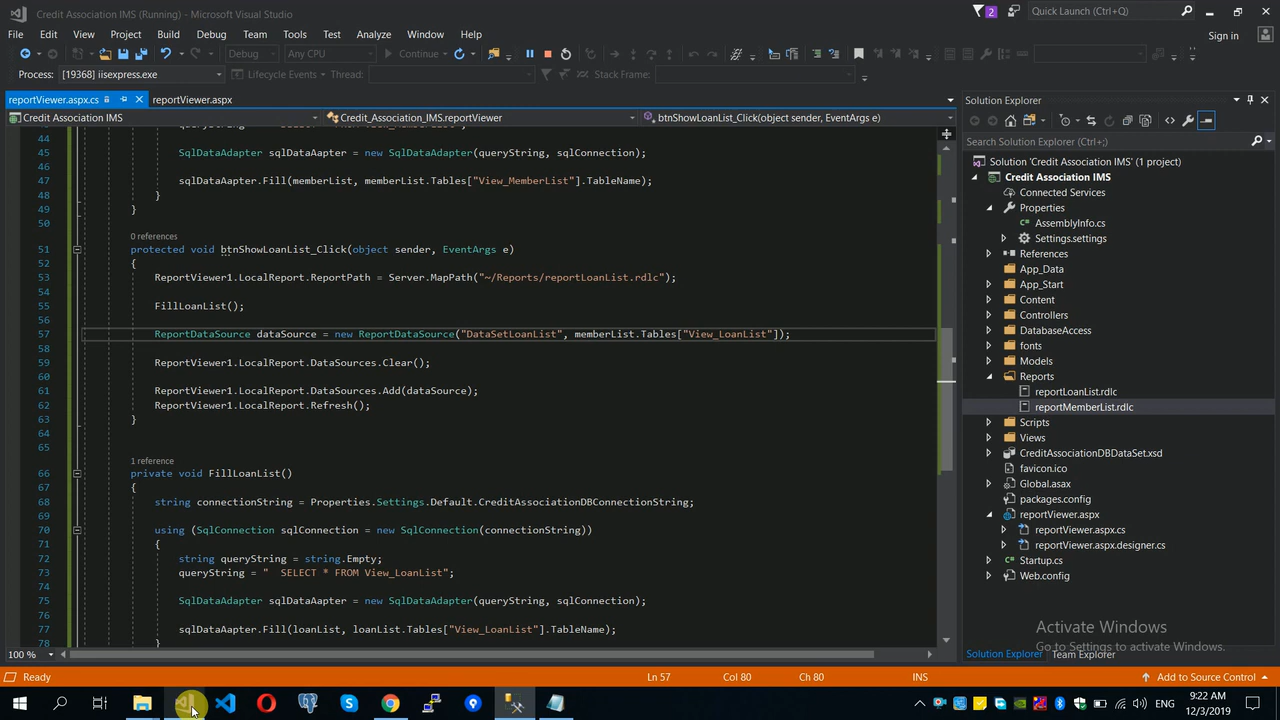 Credit Association IMS (Running) - Microsoft Visual Studio
2
Quick Launch (Ctrl+Q)
File Edit View Project Build Debug Team Tools Test Analyze Window Help
Sign in
Debug Any CPU Continue
Process: [19368] iisexpress.exe Lifecycle Events Thread: Stack Frame:
reportViewer.aspx.cs reportViewer.aspx
Credit Association IMS Credit_Association_IMS.reportViewer btnShowLoanList_Click(object sender, EventArgs e)
44
45 SqlDataAdapter sqlDataAapter = new SqlDataAdapter(queryString, sqlConnection);
46
47 sqlDataAapter.Fill(memberList, memberList.Tables["View_MemberList"].TableName);
48 }
49 }
50
0 references
51 protected void btnShowLoanList_Click(object sender, EventArgs e)
52 {
53 ReportViewer1.LocalReport.ReportPath = Server.MapPath("~/Reports/reportLoanList.rdlc");
54
55 FillLoanList();
56
57 ReportDataSource dataSource = new ReportDataSource("DataSetLoanList", memberList.Tables["View_LoanList"]);
58
59 ReportViewer1.LocalReport.DataSources.Clear();
60
61 ReportViewer1.LocalReport.DataSources.Add(dataSource);
62 ReportViewer1.LocalReport.Refresh();
63 }
64
65
1 reference
66 private void FillLoanList()
67 {
68 string connectionString = Properties.Settings.Default.CreditAssociationDBConnectionString;
69
70 using (SqlConnection sqlConnection = new SqlConnection(connectionString))
71 {
72 string queryString = string.Empty;
73 queryString = " SELECT * FROM View_LoanList";
74
75 SqlDataAdapter sqlDataAapter = new SqlDataAdapter(queryString, sqlConnection);
76
77 sqlDataAapter.Fill(loanList, loanList.Tables["View_LoanList"].TableName);
78 }
100 %
Solution Explorer
Search Solution Explorer (Ctrl+;)
Solution 'Credit Association IMS' (1 project)
Credit Association IMS
Connected Services
Properties
AssemblyInfo.cs
Settings.settings
References
App_Data
App_Start
Content
Controllers
DatabaseAccess
fonts
Models
Reports
reportLoanList.rdlc
reportMemberList.rdlc
Scripts
Views
CreditAssociationDBDataSet.xsd
favicon.ico
Global.asax
packages.config
reportViewer.aspx
reportViewer.aspx.cs
reportViewer.aspx.designer.cs
Startup.cs
Web.config
Activate Windows
Go to Settings to activate Windows.
Solution Explorer Team Explorer
Ready Ln 57 Col 80 Ch 80 INS Add to Source Control
9:22 AM
12/3/2019